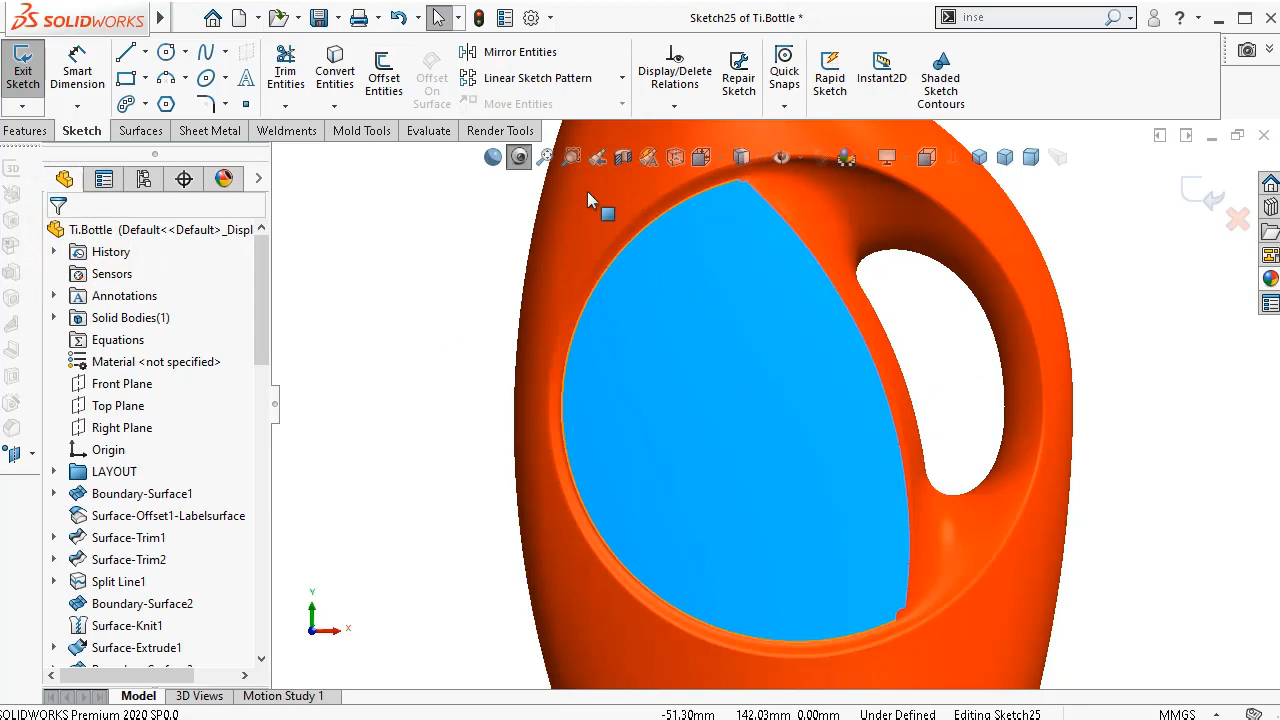 SOLIDWORKS
Sketch23 of Ti.Bottle *
inse
Exit Sketch
Smart Dimension
Trim Entities
Convert Entities
Offset Entities
Offset On Surface
Mirror Entities
Linear Sketch Pattern
Move Entities
Display/Delete Relations
Repair Sketch
Quick Snaps
Rapid Sketch
Instant2D
Shaded Sketch Contours
Features
Sketch
Surfaces
Sheet Metal
Weldments
Mold Tools
Evaluate
Render Tools
Ti.Bottle (Default<<Default>_Displ
History
Sensors
Annotations
Solid Bodies(1)
Equations
Material <not specified>
Front Plane
Top Plane
Right Plane
Origin
LAYOUT
Boundary-Surface1
Surface-Offset1-Labelsurface
Surface-Trim1
Surface-Trim2
Split Line1
Boundary-Surface2
Surface-Knit1
Surface-Extrude1
Y
X
Model
3D Views
Motion Study 1
SOLIDWORKS Premium 2020 SP0.0
-51.30mm
142.03mm 0.00mm
Under Defined
Editing Sketch25
MMGS